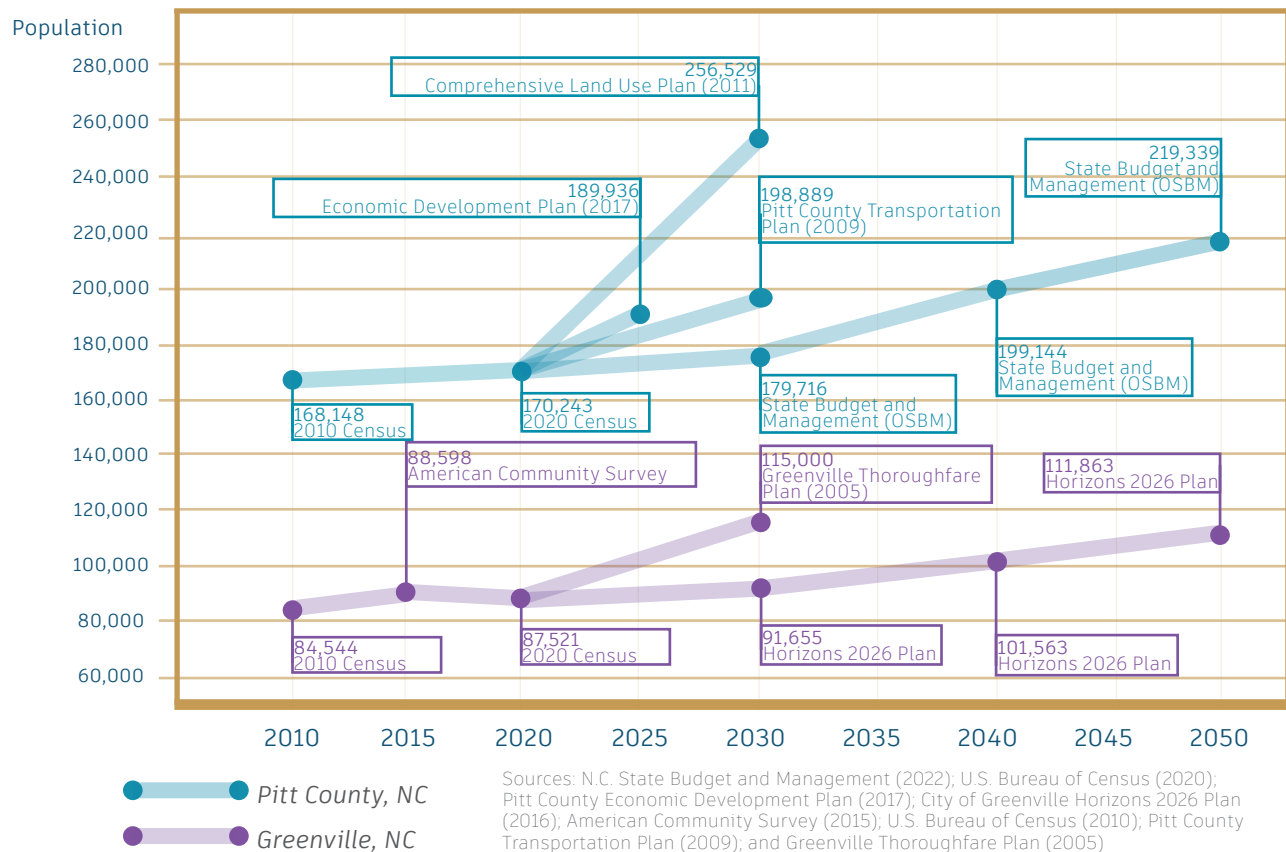 Population
280,000
260,000
240,000
220,000
200,000
180,000
160,000
140,000
120,000
100,000
80,000
60,000
256,529
Comprehensive Land Use Plan (2011)
189,936
Economic Development Plan (2017)
198,889
Pitt County Transportation
Plan (2009)
219,339
State Budget and
Management (OSBM)
168,148
2010 Census
170,243
2020 Census
179,716
State Budget and
Management (OSBM)
199,144
State Budget and
Management (OSBM)
88,598
American Community Survey
115,000
Greenville Thoroughfare
Plan (2005)
111,863
Horizons 2026 Plan
84,544
2010 Census
87,521
2020 Census
91,655
Horizons 2026 Plan
101,563
Horizons 2026 Plan
2010 2015 2020 2025 2030 2035 2040 2045 2050
Pitt County, NC
Greenville, NC
Sources: N.C. State Budget and Management (2022); U.S. Bureau of Census (2020);
Pitt County Economic Development Plan (2017); City of Greenville Horizons 2026 Plan
(2016); American Community Survey (2015); U.S. Bureau of Census (2010); Pitt County
Transportation Plan (2009); and Greenville Thoroughfare Plan (2005)